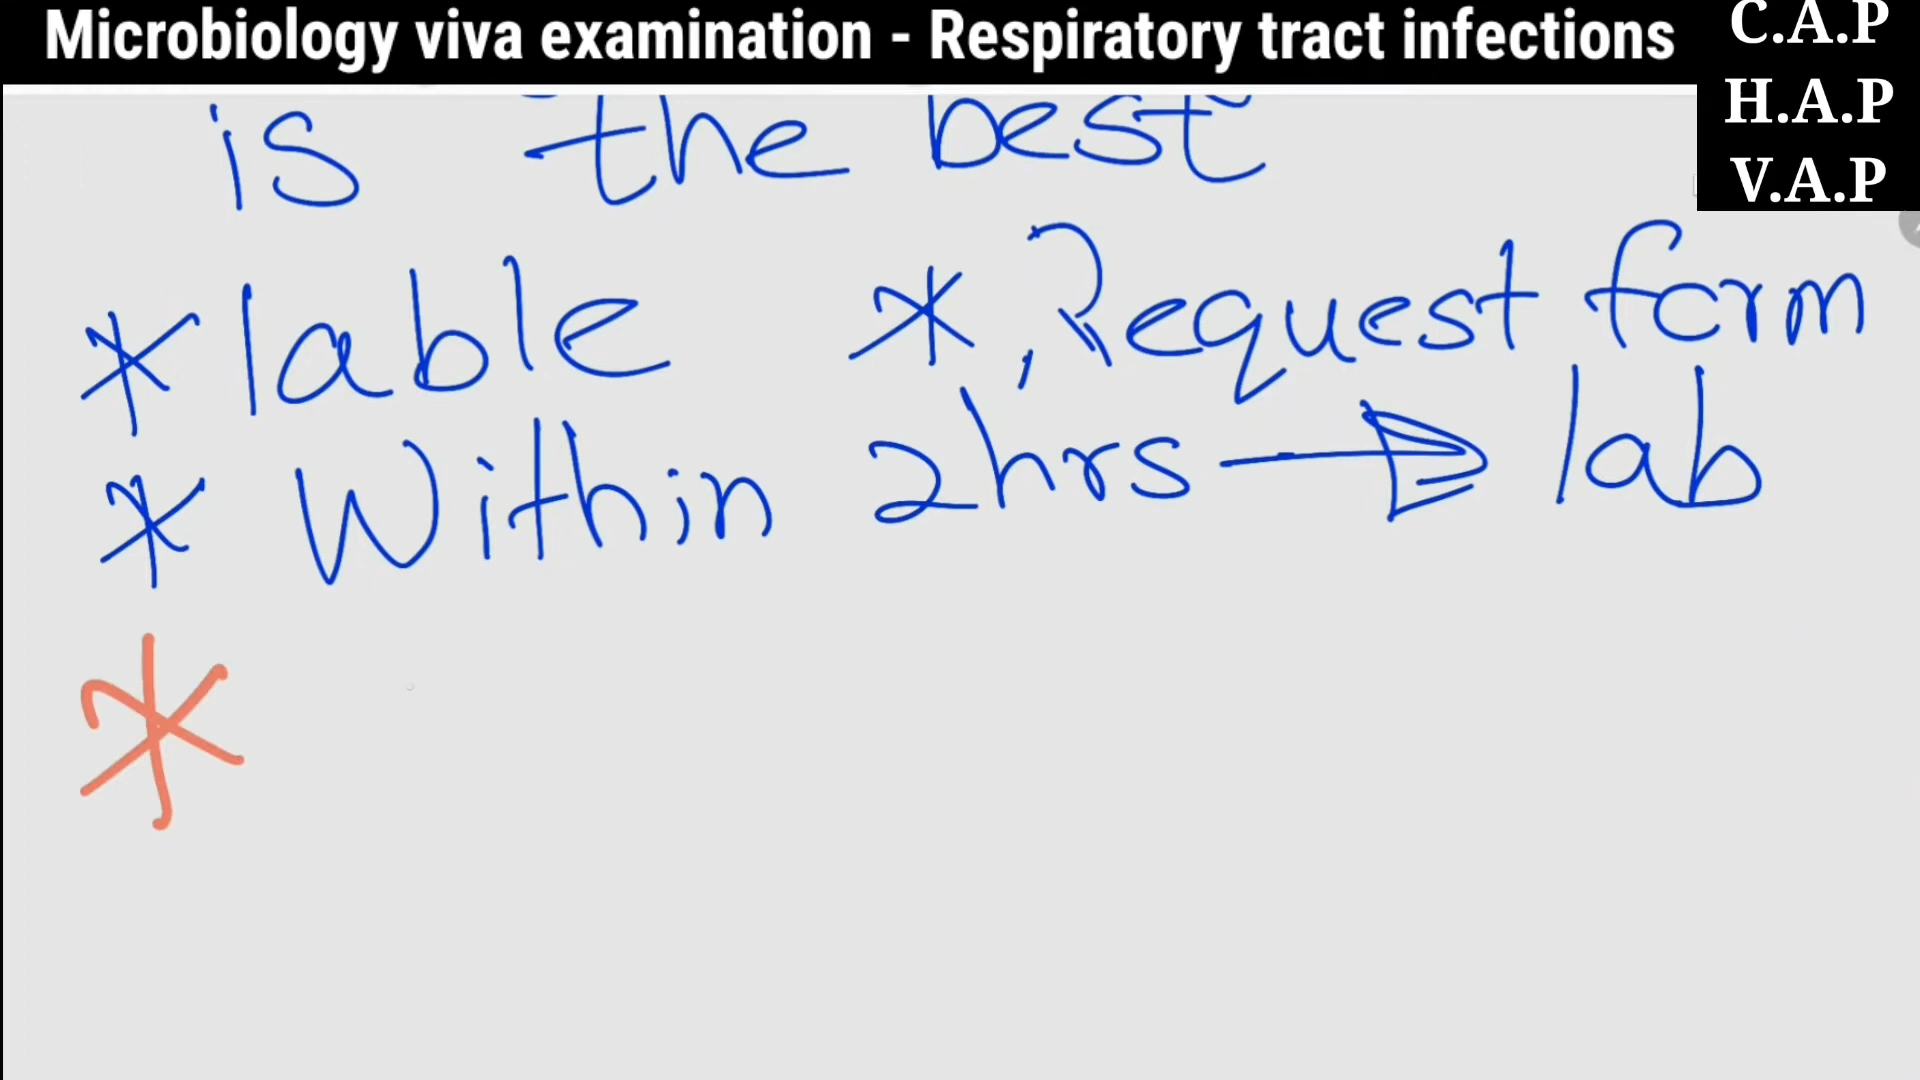 Microbiology viva examination - Respiratory tract infections
C.A.P
H.A.P
V.A.P
is the best
* lable * Request form
* Within 2hrs → lab
*